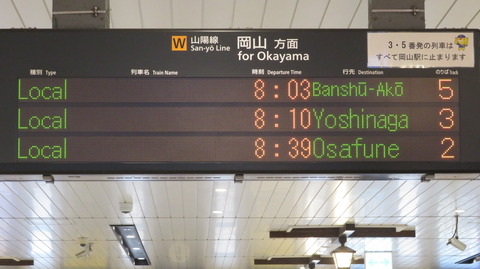 W 山陽線 San-yō Line 岡山 方面 for Okayama
3・5番発の列車は
すべて岡山駅に止まります
種別 Type 列車名 Train Name 時刻 Departure Time 行先 Destination のりば Track
Local 8:03 Banshū-Akō 5
Local 8:10 Yoshinaga 3
Local 8:39 Osafune 2